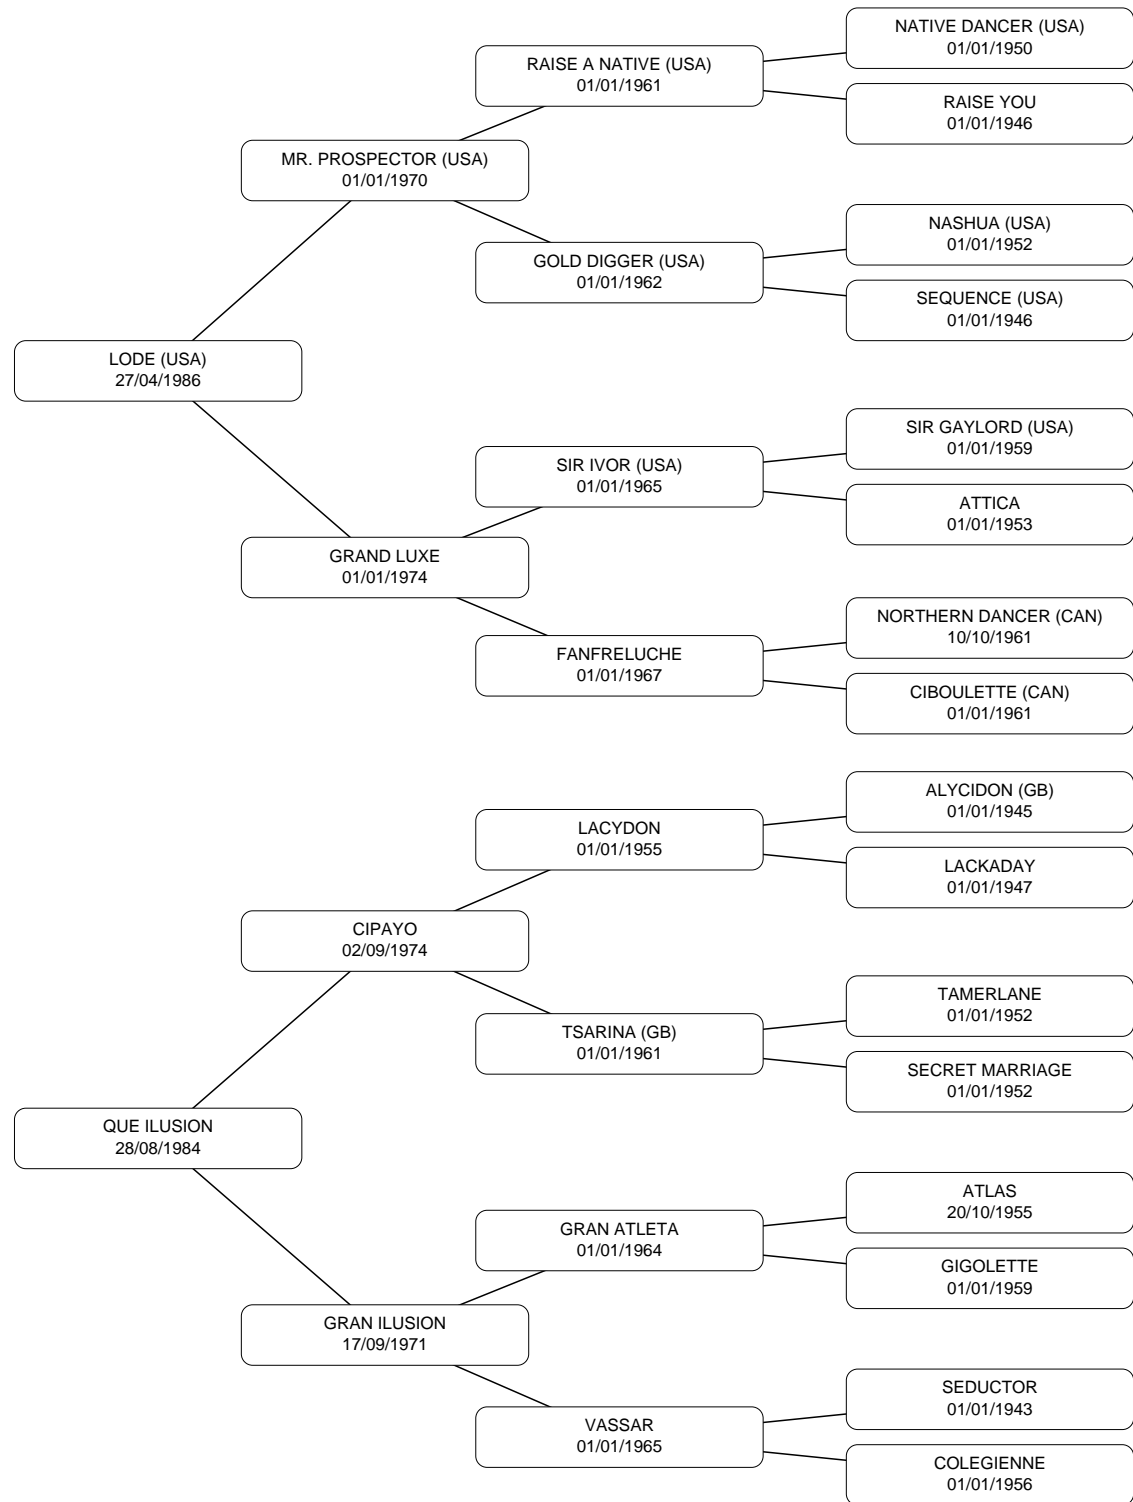 NATIVE DANCER (USA)
01/01/1950
RAISE A NATIVE (USA)
01/01/1961
RAISE YOU
01/01/1946
MR. PROSPECTOR (USA)
01/01/1970
NASHUA (USA)
01/01/1952
GOLD DIGGER (USA)
01/01/1962
SEQUENCE (USA)
01/01/1946
LODE (USA)
27/04/1986
SIR GAYLORD (USA)
01/01/1959
SIR IVOR (USA)
01/01/1965
ATTICA
01/01/1953
GRAND LUXE
01/01/1974
NORTHERN DANCER (CAN)
10/10/1961
FANFRELUCHE
01/01/1967
CIBOULETTE (CAN)
01/01/1961
ALYCIDON (GB)
01/01/1945
LACYDON
01/01/1955
LACKADAY
01/01/1947
CIPAYO
02/09/1974
TAMERLANE
01/01/1952
TSARINA (GB)
01/01/1961
SECRET MARRIAGE
01/01/1952
QUE ILUSION
28/08/1984
ATLAS
20/10/1955
GRAN ATLETA
01/01/1964
GIGOLETTE
01/01/1959
GRAN ILUSION
17/09/1971
SEDUCTOR
01/01/1943
VASSAR
01/01/1965
COLEGIENNE
01/01/1956